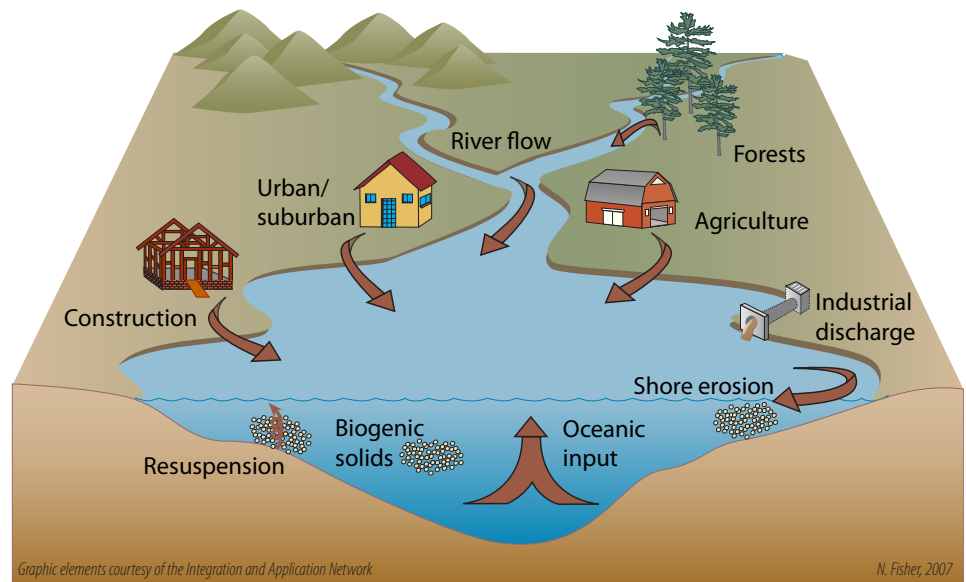 River flow
Forests
Urban/
suburban
Agriculture
Construction
Industrial
discharge
Shore erosion
Biogenic
solids
Oceanic
input
Resuspension
Graphic elements courtesy of the Integration and Application Network
N. Fisher, 2007